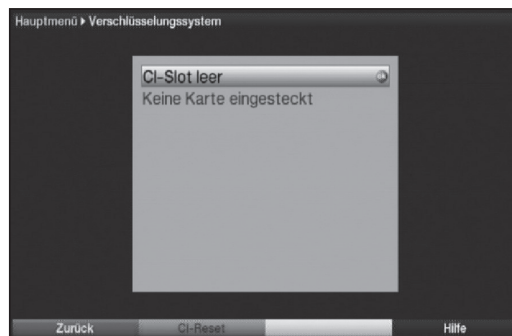 Hauptmenü ▸ Verschlüsselungssystem
CI-Slot leer
Keine Karte eingesteckt
Zurück CI-Reset Hilfe